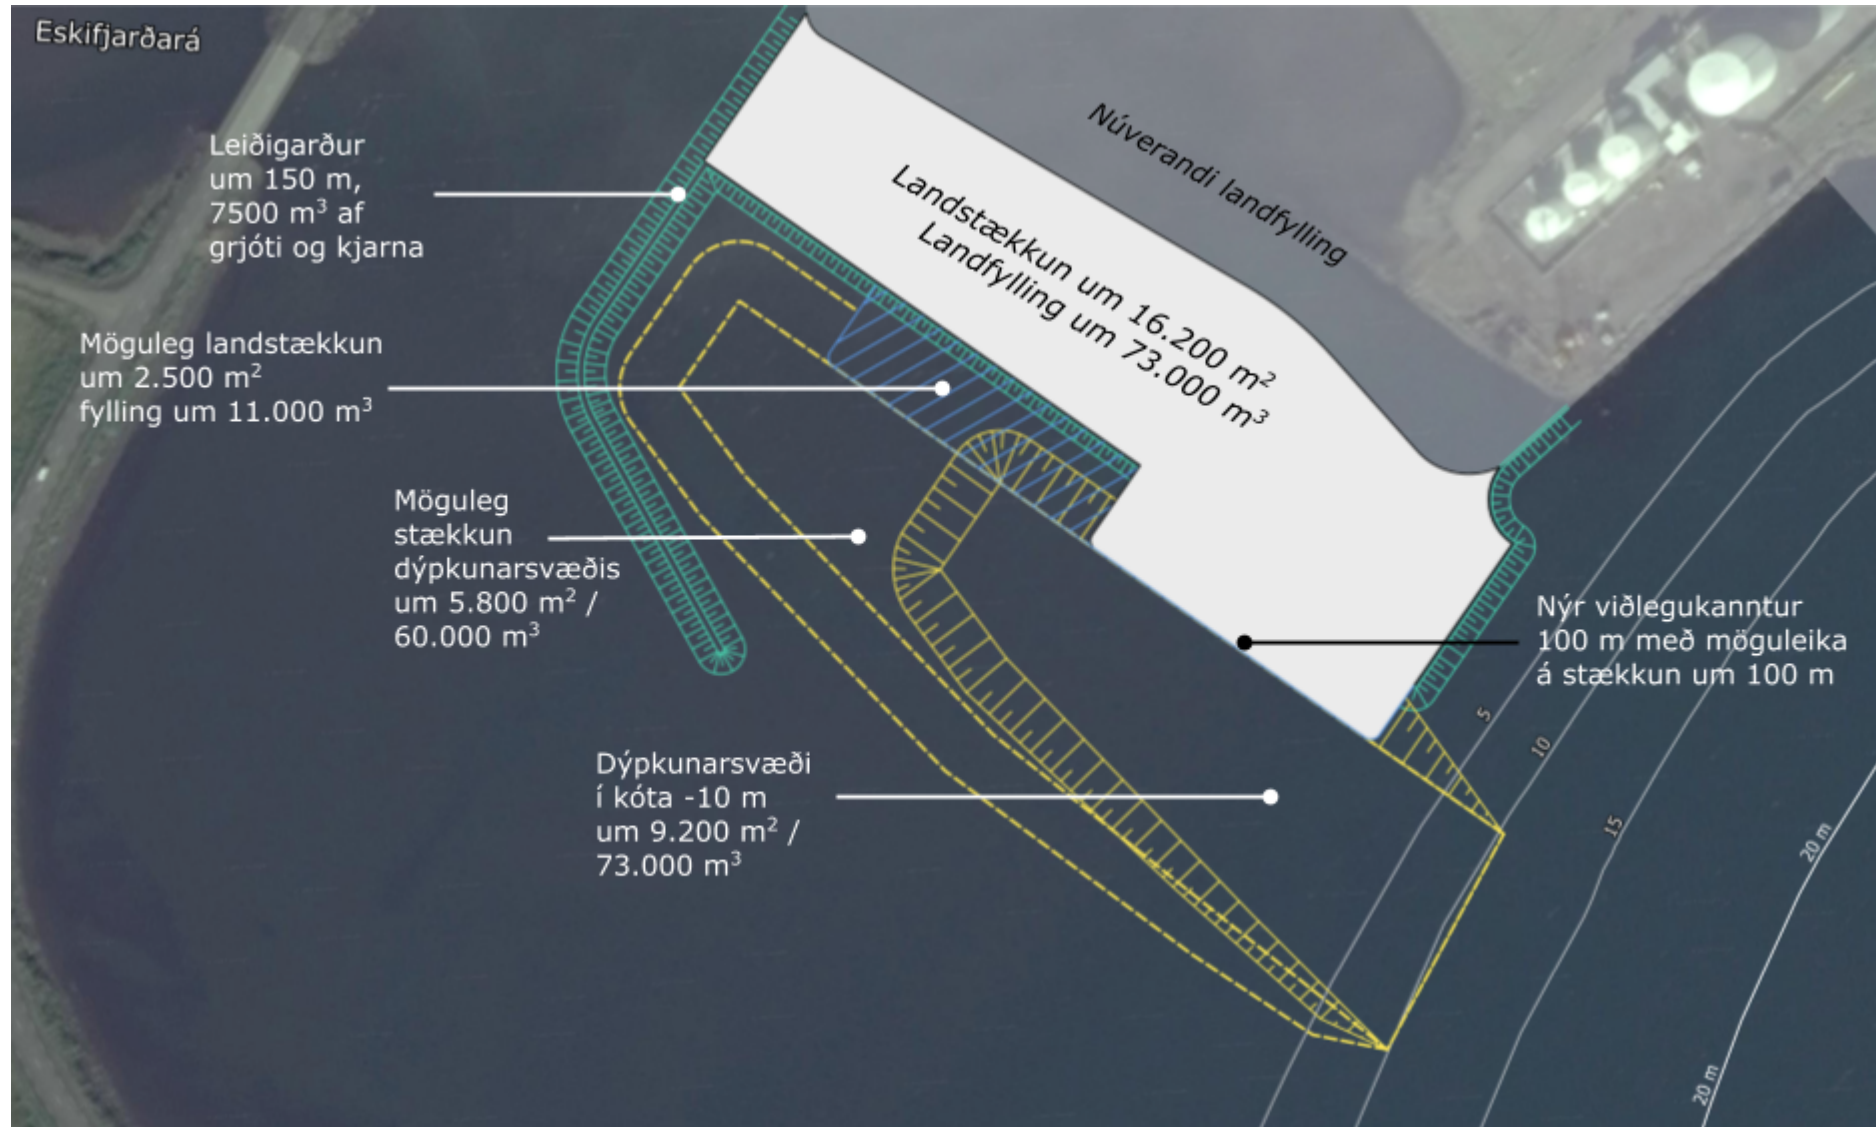 Eskifjarðará
Leiðigarður
um 150 m,
7500 m³ af
grjóti og kjarna
Núverandi landfylling
Landstækkun um 16.200 m²
Landfylling um 73.000 m³
Möguleg landstækkun
um 2.500 m²
fylling um 11.000 m³
Möguleg
stækkun
dýpkunarsvæðis
um 5.800 m² /
60.000 m³
Nýr viðlegukanntur
100 m með möguleika
á stækkun um 100 m
Dýpkunarsvæði
í kóta -10 m
um 9.200 m² /
73.000 m³
5
10
15
20 m
20 m